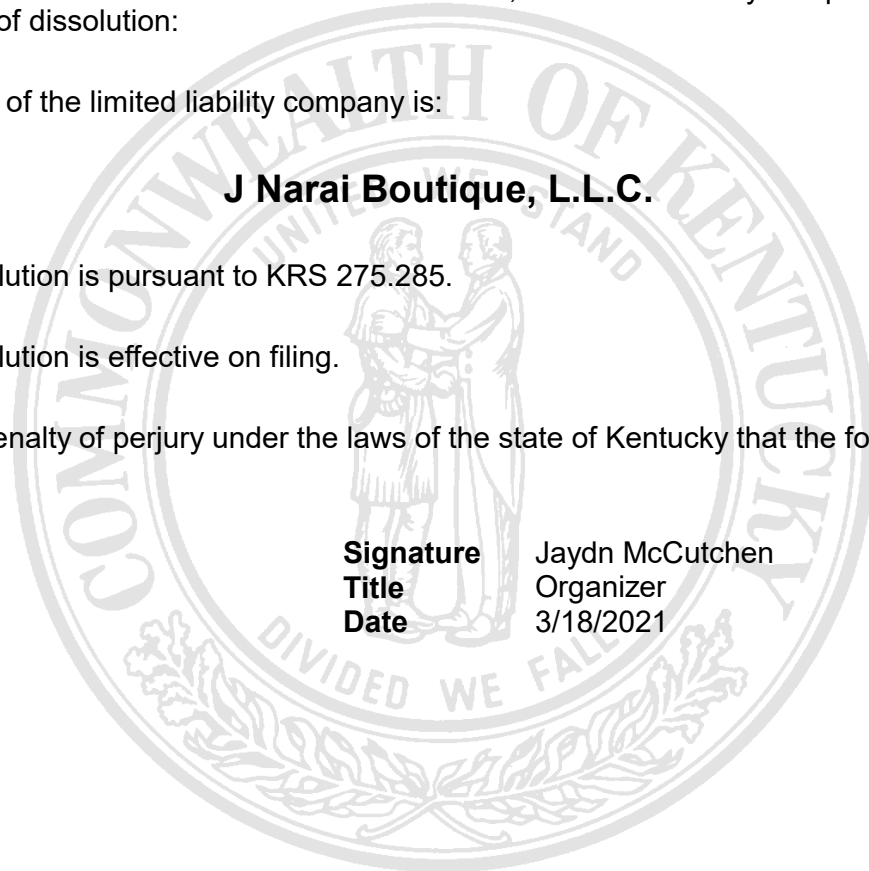 of dissolution:
of the limited liability company is:
J Narai Boutique, L.L.C.
lution is pursuant to KRS 275.285.
lution is effective on filing.
enalty of perjury under the laws of the state of Kentucky that the fo
Signature Jaydn McCutchen
Title Organizer
Date 3/18/2021
COMMONWEALTH OF KENTUCKY
UNITED WE STAND
DIVIDED WE FALL